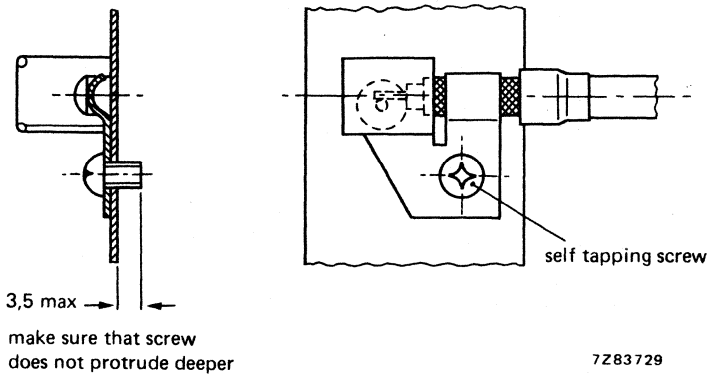 self tapping screw
3,5 max
make sure that screw
does not protrude deeper
7Z83729